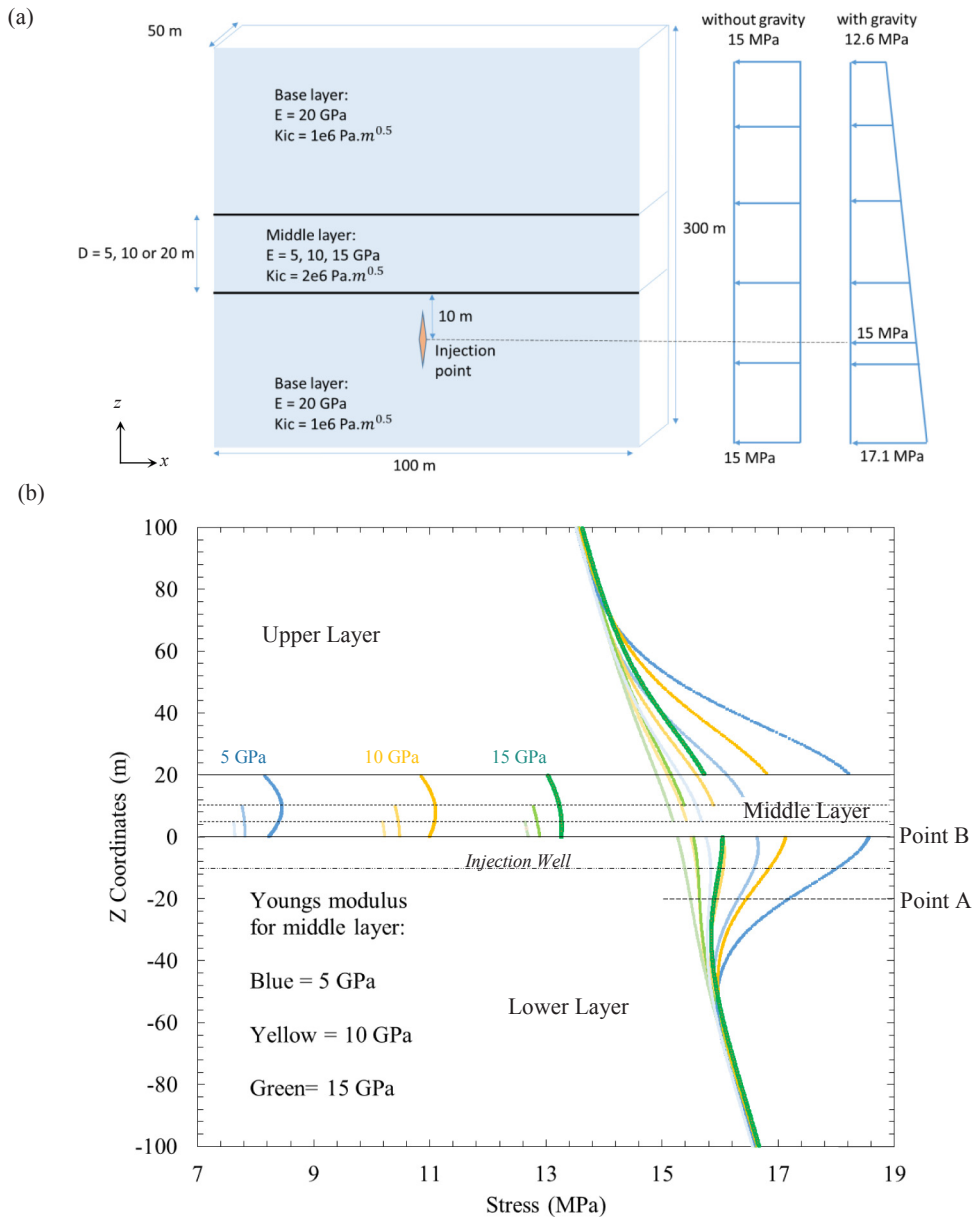 (a)
50 m
without gravity
15 MPa
with gravity
12.6 MPa
Base layer:
E = 20 GPa
Kic = 1e6 Pa.m^0.5
D = 5, 10 or 20 m
Middle layer:
E = 5, 10, 15 GPa
Kic = 2e6 Pa.m^0.5
300 m
10 m
15 MPa
Injection
point
Base layer:
E = 20 GPa
Kic = 1e6 Pa.m^0.5
z
x
100 m
15 MPa
17.1 MPa
(b)
100
80
60
40
20
0
-20
-40
-60
-80
-100
Z Coordinates (m)
Upper Layer
5 GPa
10 GPa
15 GPa
Middle Layer
Point B
Injection Well
Point A
Youngs modulus
for middle layer:
Blue = 5 GPa
Yellow = 10 GPa
Green= 15 GPa
Lower Layer
7
9
11
13
15
17
19
Stress (MPa)